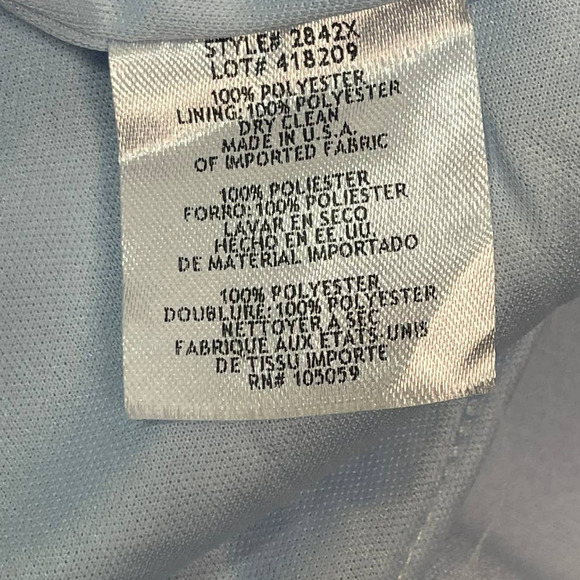 STYLE# 2842X
LOT# 418209
100% POLYESTER
LINING: 100% POLYESTER
DRY CLEAN
MADE IN U.S.A.
OF IMPORTED FABRIC
100% POLIESTER
FORRO: 100% POLIESTER
LAVAR EN SECO
HECHO EN EE.UU.
DE MATERIAL IMPORTADO
100% POLYESTER
DOUBLURE: 100% POLYESTER
NETTOYER A SEC
FABRIQUE AUX ETATS-UNIS
DE TISSU IMPORTE
RN# 105059